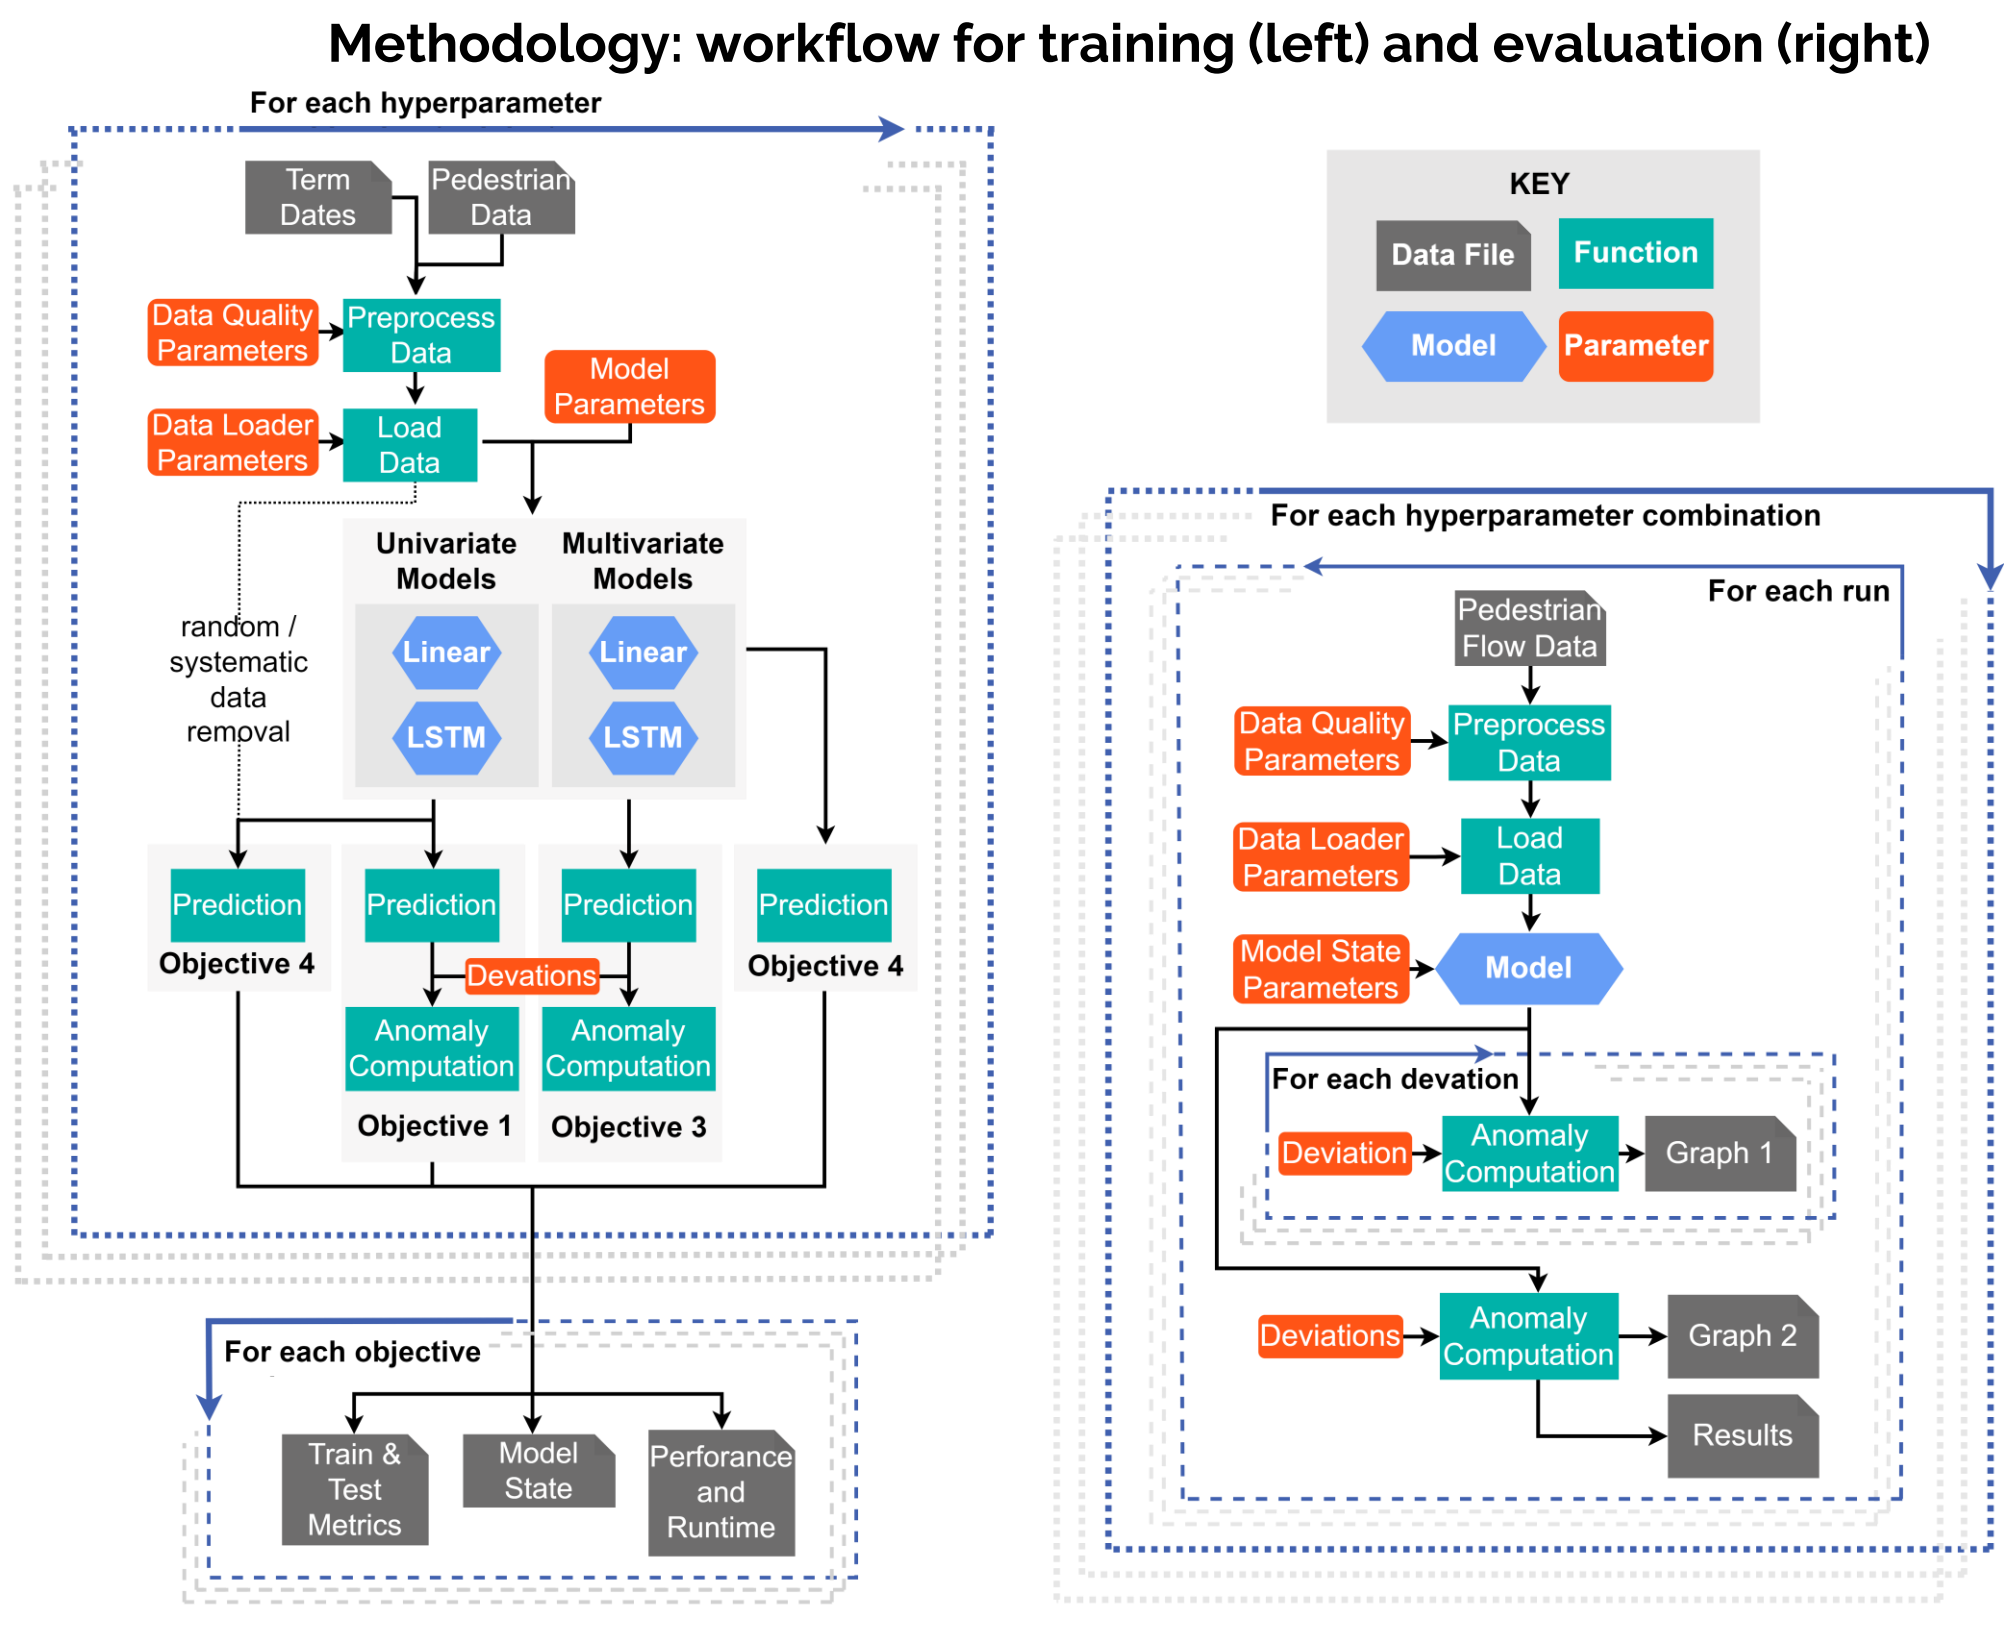 Methodology: workflow for training (left) and evaluation (right)
For each hyperparameter
Term
Dates
Pedestrian
Data
Data Quality
Parameters
Preprocess
Data
Model
Parameters
Data Loader
Parameters
Load
Data
Univariate
Models
Multivariate
Models
Linear
LSTM
Linear
LSTM
random /
systematic
data
removal
Prediction
Objective 4
Prediction
Prediction
Prediction
Objective 4
Devations
Anomaly
Computation
Objective 1
Anomaly
Computation
Objective 3
For each objective
Train &
Test
Metrics
Model
State
Perforance
and
Runtime
KEY
Data File
Function
Model
Parameter
For each hyperparameter combination
For each run
Pedestrian
Flow Data
Data Quality
Parameters
Preprocess
Data
Data Loader
Parameters
Load
Data
Model State
Parameters
Model
For each devation
Deviation
Anomaly
Computation
Graph 1
Deviations
Anomaly
Computation
Graph 2
Results